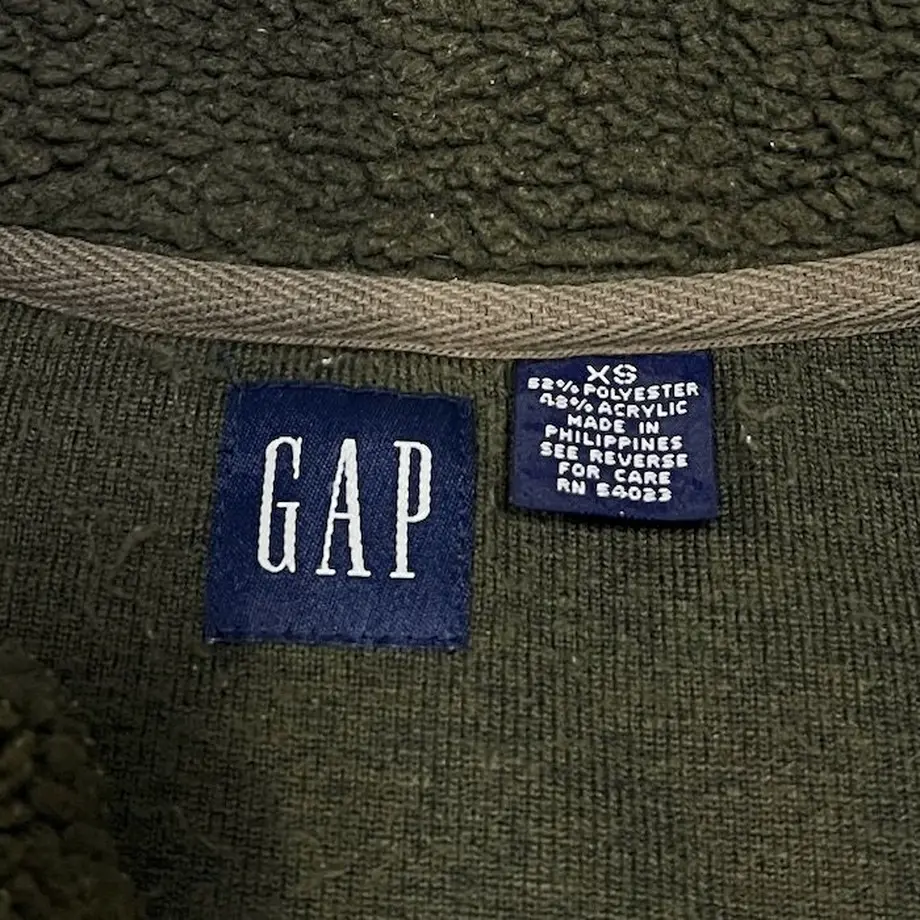 GAP
XS
52% POLYESTER
48% ACRYLIC
MADE IN
PHILIPPINES
SEE REVERSE
FOR CARE
RN 54023